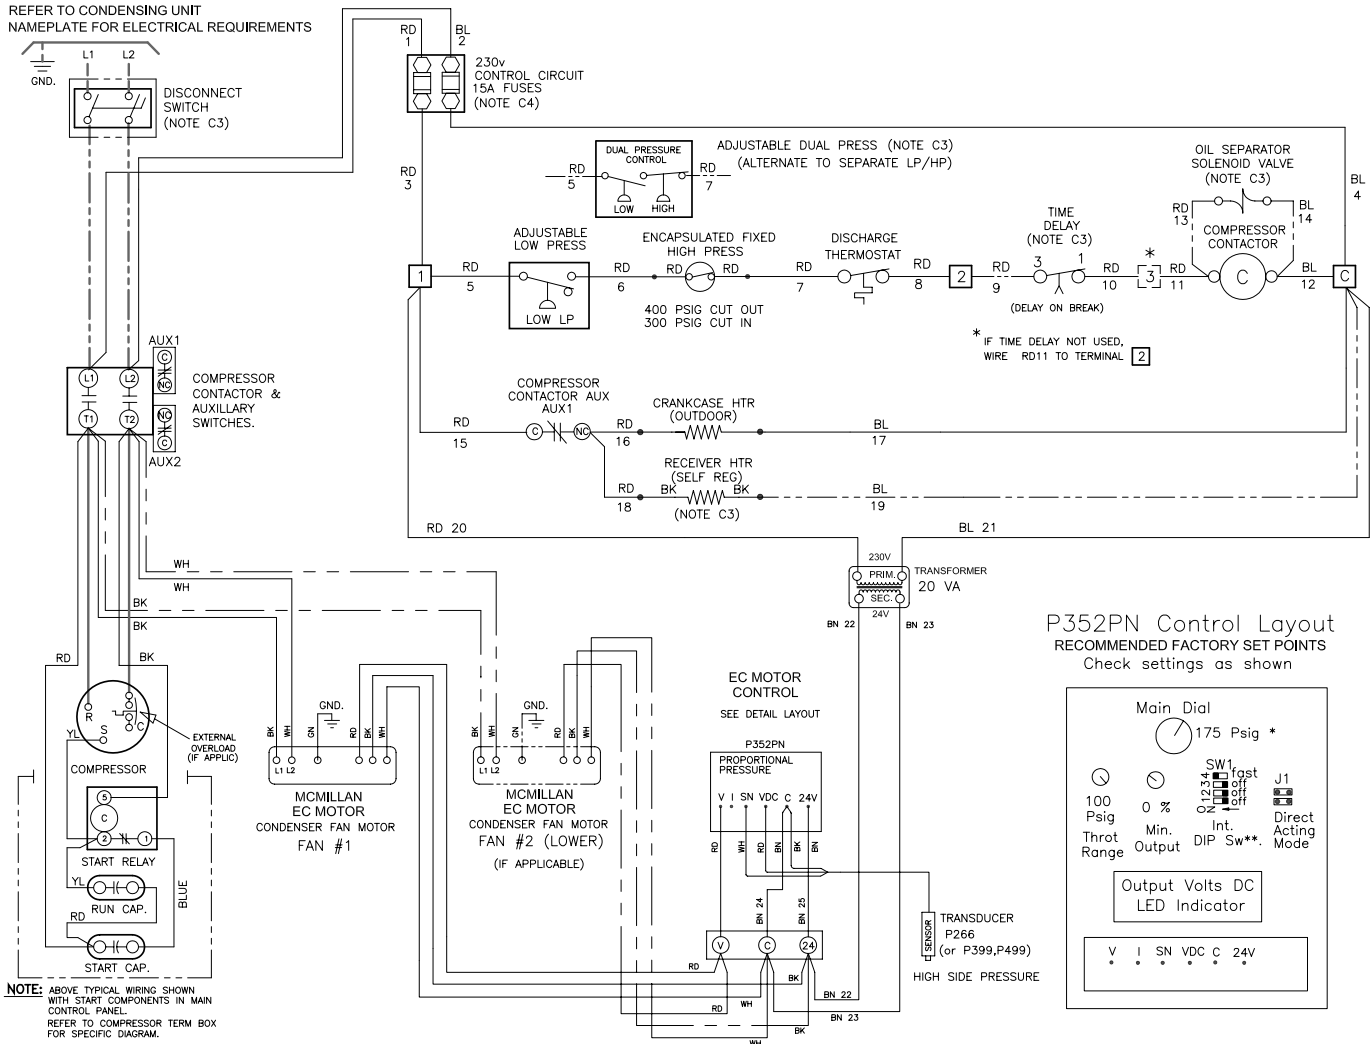 REFER TO CONDENSING UNIT
NAMEPLATE FOR ELECTRICAL REQUIREMENTS
L1
L2
GND.
DISCONNECT
SWITCH
(NOTE C3)
RD
1
BL
2
230v
CONTROL CIRCUIT
15A FUSES
(NOTE C4)
RD
3
DUAL PRESSURE
CONTROL
RD
5
RD
7
LOW
HIGH
ADJUSTABLE DUAL PRESS (NOTE C3)
(ALTERNATE TO SEPARATE LP/HP)
OIL SEPARATOR
SOLENOID VALVE
(NOTE C3)
BL
4
RD
13
BL
14
COMPRESSOR
CONTACTOR
ADJUSTABLE
LOW PRESS
ENCAPSULATED FIXED
HIGH PRESS
DISCHARGE
THERMOSTAT
TIME
DELAY
(NOTE C3)
1
RD
5
LOW LP
RD
6
RD
RD
RD
7
RD
8
2
RD
9
3
1
RD
10
*
3
RD
11
C
BL
12
C
400 PSIG CUT OUT
300 PSIG CUT IN
(DELAY ON BREAK)
* IF TIME DELAY NOT USED,
WIRE RD11 TO TERMINAL 2
AUX1
C
NC
L1
L2
T1
T2
NC
C
AUX2
COMPRESSOR
CONTACTOR &
AUXILLARY
SWITCHES.
COMPRESSOR
CONTACTOR AUX
AUX1
RD
15
C
NC
RD
16
CRANKCASE HTR
(OUTDOOR)
BL
17
RECEIVER HTR
(SELF REG)
RD
18
BK
BK
(NOTE C3)
BL
19
RD 20
BL 21
230V
PRIM.
SEC.
24V
TRANSFORMER
20 VA
BN 22
BN 23
WH
WH
BK
BK
RD
BK
R
S
C
YL
EXTERNAL
OVERLOAD
(IF APPLIC)
COMPRESSOR
5
C
2
1
START RELAY
YL
RUN CAP.
RD
BLUE
START CAP.
NOTE: ABOVE TYPICAL WIRING SHOWN
WITH START COMPONENTS IN MAIN
CONTROL PANEL.
REFER TO COMPRESSOR TERM BOX
FOR SPECIFIC DIAGRAM.
BK
WH
GN
GND.
RD
BK
WH
L1 L2
MCMILLAN
EC MOTOR
CONDENSER FAN MOTOR
FAN #1
BK
WH
GN
GND.
RD
BK
WH
L1 L2
MCMILLAN
EC MOTOR
CONDENSER FAN MOTOR
FAN #2 (LOWER)
(IF APPLICABLE)
EC MOTOR
CONTROL
SEE DETAIL LAYOUT
P352PN
PROPORTIONAL
PRESSURE
V I SN VDC C 24V
RD
WH
RD
BN
BK
BN
BN 24
BN 25
V
C
24
RD
BK
WH
RD
BK
WH
BN 22
BN 23
SENSOR
TRANSDUCER
P266
(or P399,P499)
HIGH SIDE PRESSURE
P352PN Control Layout
RECOMMENDED FACTORY SET POINTS
Check settings as shown
Main Dial
175 Psig *
100
Psig
Throt
Range
0 %
Min.
Output
SW1
1234
ON
fast
off
off
off
Int.
DIP Sw**.
J1
Direct
Acting
Mode
Output Volts DC
LED Indicator
V I SN VDC C 24V